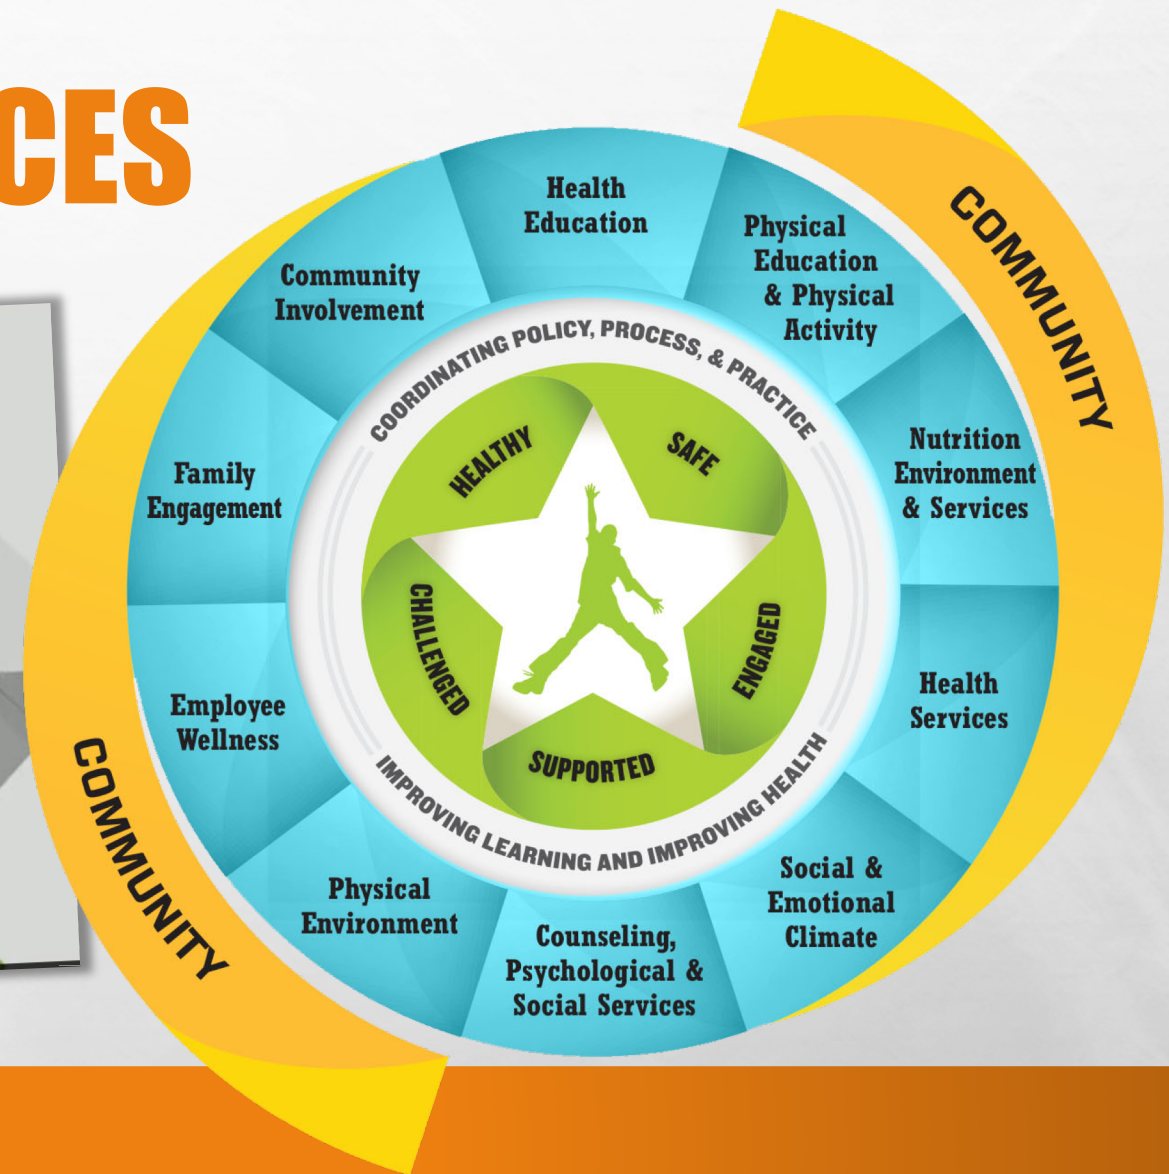 CES
COMMUNITY
Health
Education
Physical
Education
& Physical
Activity
Nutrition
Environment
& Services
Health
Services
Social &
Emotional
Climate
Counseling,
Psychological &
Social Services
Physical
Environment
Employee
Wellness
Family
Engagement
Community
Involvement
COORDINATING POLICY, PROCESS, & PRACTICE
IMPROVING LEARNING AND IMPROVING HEALTH
HEALTHY
SAFE
ENGAGED
SUPPORTED
CHALLENGED
COMMUNITY